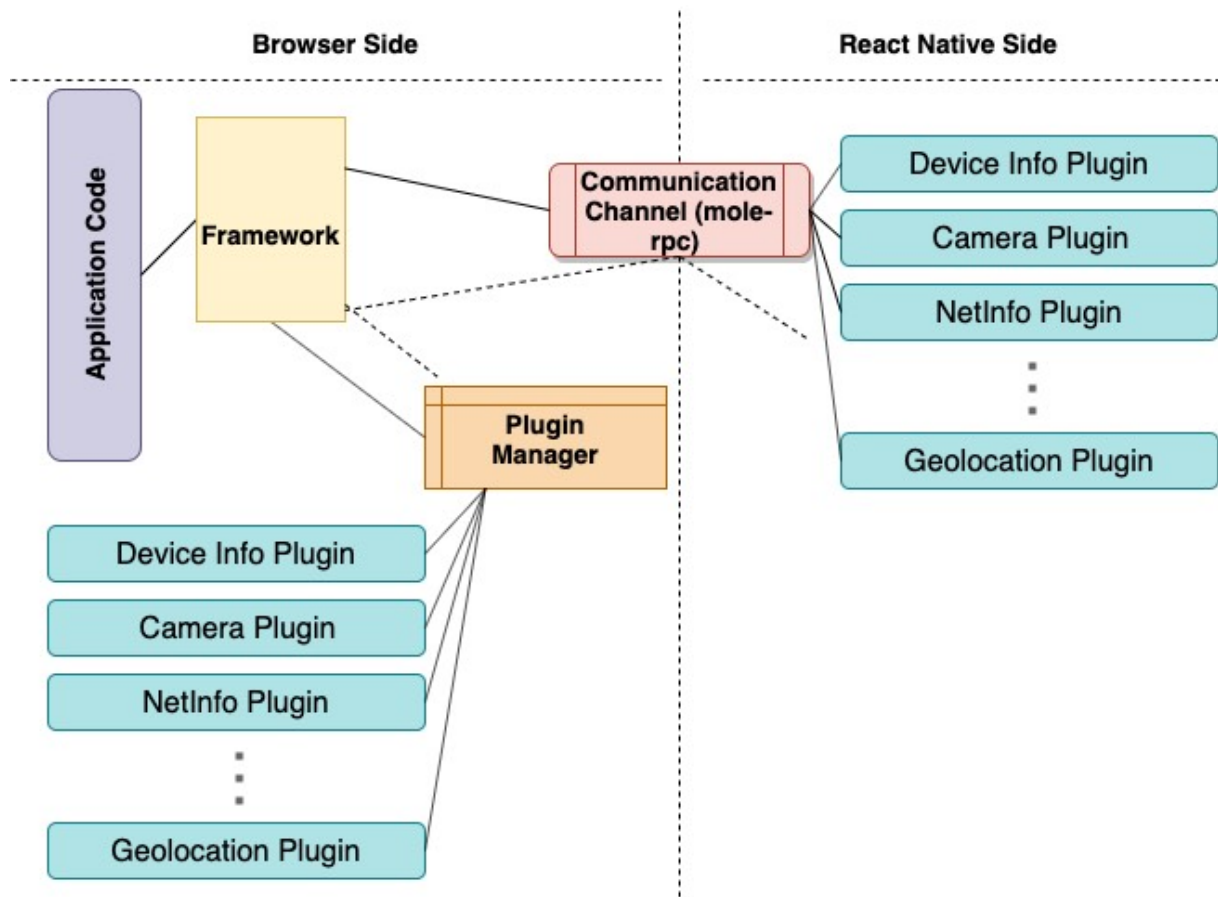 Browser Side
React Native Side
Application Code
Framework
Communication
Channel (mole-
rpc)
Device Info Plugin
Camera Plugin
NetInfo Plugin
Geolocation Plugin
Plugin
Manager
Device Info Plugin
Camera Plugin
NetInfo Plugin
Geolocation Plugin